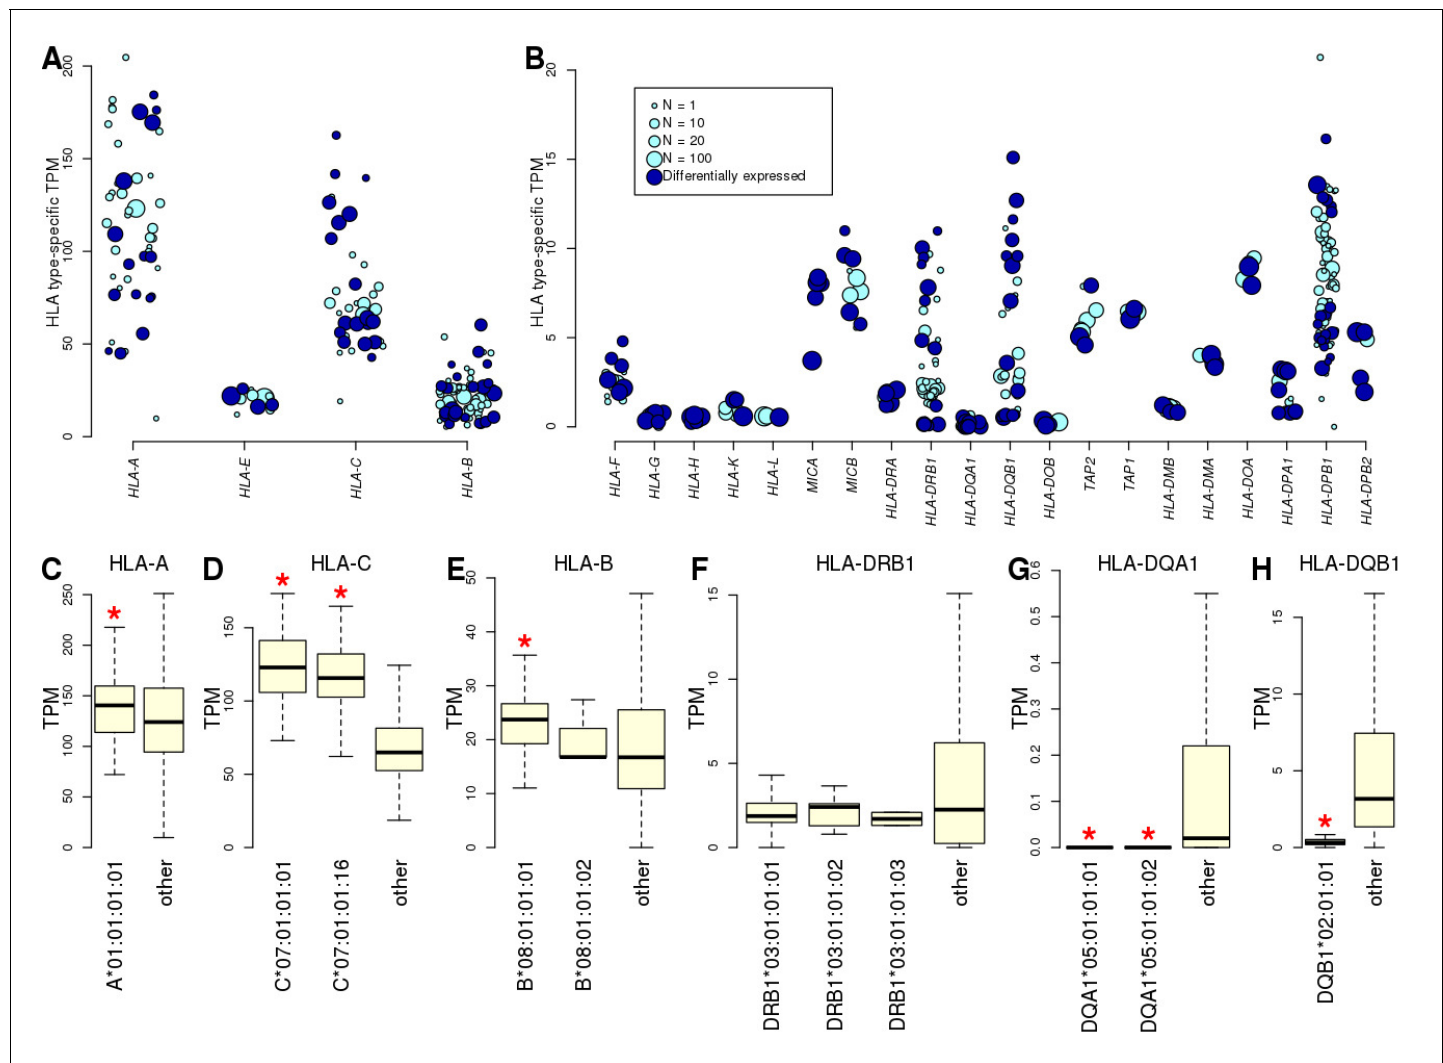 A
HLA type-specific TPM
200
150
100
50
0
HLA-A
HLA-E
HLA-C
HLA-B
B
HLA type-specific TPM
20
15
10
5
0
N = 1
N = 10
N = 20
N = 100
Differentially expressed
HLA-F
HLA-G
HLA-H
HLA-K
HLA-L
MICA
MICB
HLA-DRA
HLA-DRB1
HLA-DQA1
HLA-DQB1
HLA-DOB
TAP2
TAP1
HLA-DMB
HLA-DMA
HLA-DOA
HLA-DPA1
HLA-DPB1
HLA-DPB2
C
HLA-A
TPM
250
200
150
100
50
0
*
A*01:01:01:01
other
D
HLA-C
TPM
150
100
50
0
*
*
C*07:01:01:01
C*07:01:01:16
other
E
HLA-B
TPM
50
40
30
20
10
0
*
B*08:01:01:01
B*08:01:01:02
other
F
HLA-DRB1
TPM
15
10
5
0
DRB1*03:01:01:01
DRB1*03:01:01:02
DRB1*03:01:01:03
other
G
HLA-DQA1
TPM
0.6
0.5
0.4
0.3
0.2
0.1
0.0
*
*
DQA1*05:01:01:01
DQA1*05:01:01:02
other
H
HLA-DQB1
TPM
15
10
5
0
*
DQB1*02:01:01
other